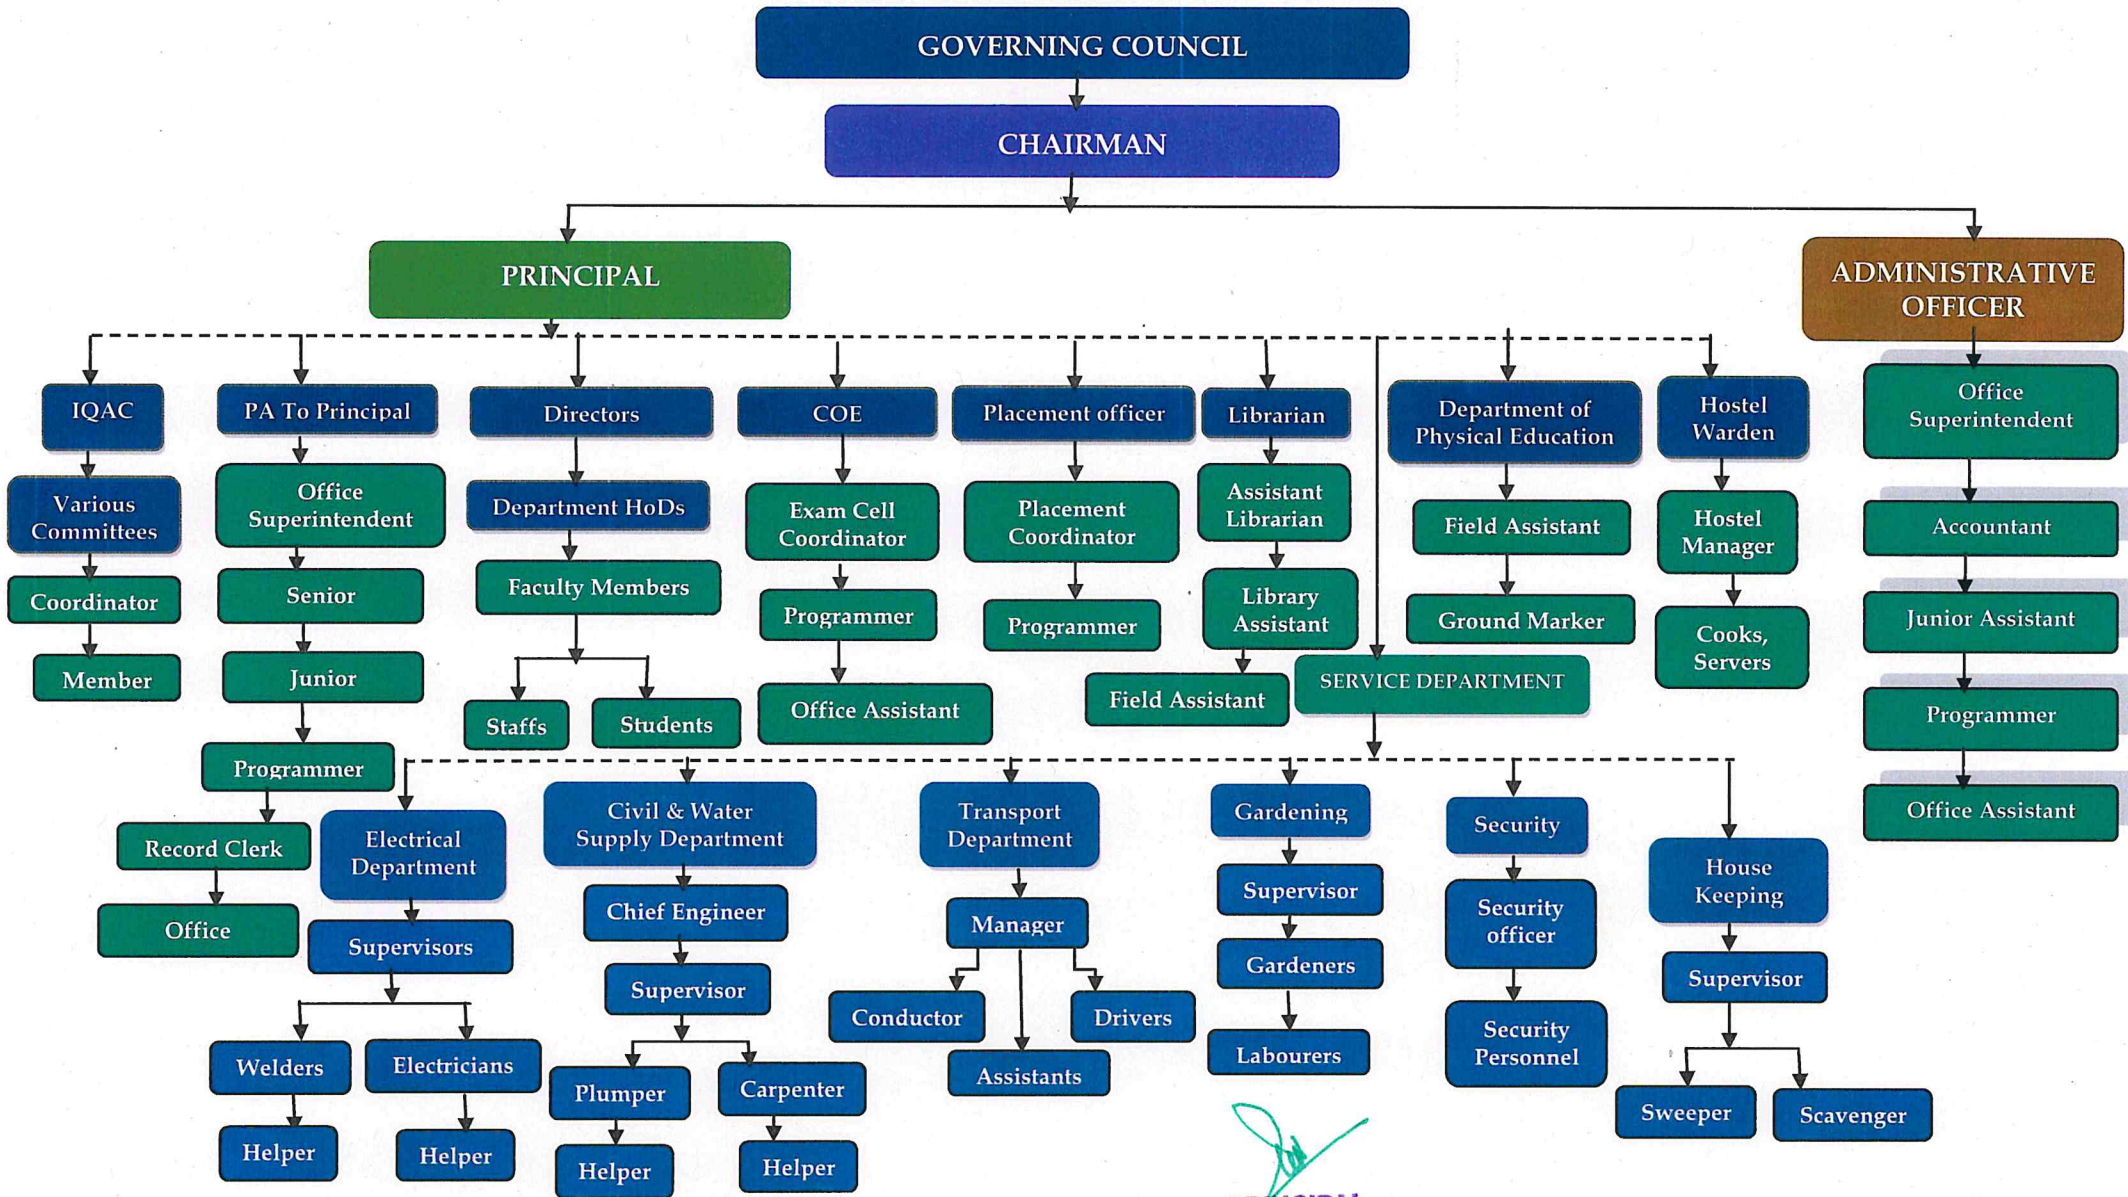 GOVERNING COUNCIL
CHAIRMAN
PRINCIPAL
ADMINISTRATIVE
OFFICER
IQAC
PA To Principal
Directors
COE
Placement officer
Librarian
Department of
Physical Education
Hostel
Warden
Office
Superintendent
Various
Committees
Office
Superintendent
Department HoDs
Exam Cell
Coordinator
Placement
Coordinator
Assistant
Librarian
Field Assistant
Hostel
Manager
Accountant
Coordinator
Senior
Faculty Members
Programmer
Programmer
Library
Assistant
Ground Marker
Cooks,
Servers
Junior Assistant
Member
Junior
Staffs
Students
Office Assistant
Field Assistant
SERVICE DEPARTMENT
Programmer
Programmer
Record Clerk
Office
Electrical
Department
Civil & Water
Supply Department
Transport
Department
Gardening
Security
House
Keeping
Office Assistant
Supervisors
Chief Engineer
Manager
Supervisor
Security
officer
Supervisor
Supervisor
Gardeners
Conductor
Drivers
Assistants
Labourers
Security
Personnel
Welders
Electricians
Plumper
Carpenter
Sweeper
Scavenger
Helper
Helper
Helper
Helper